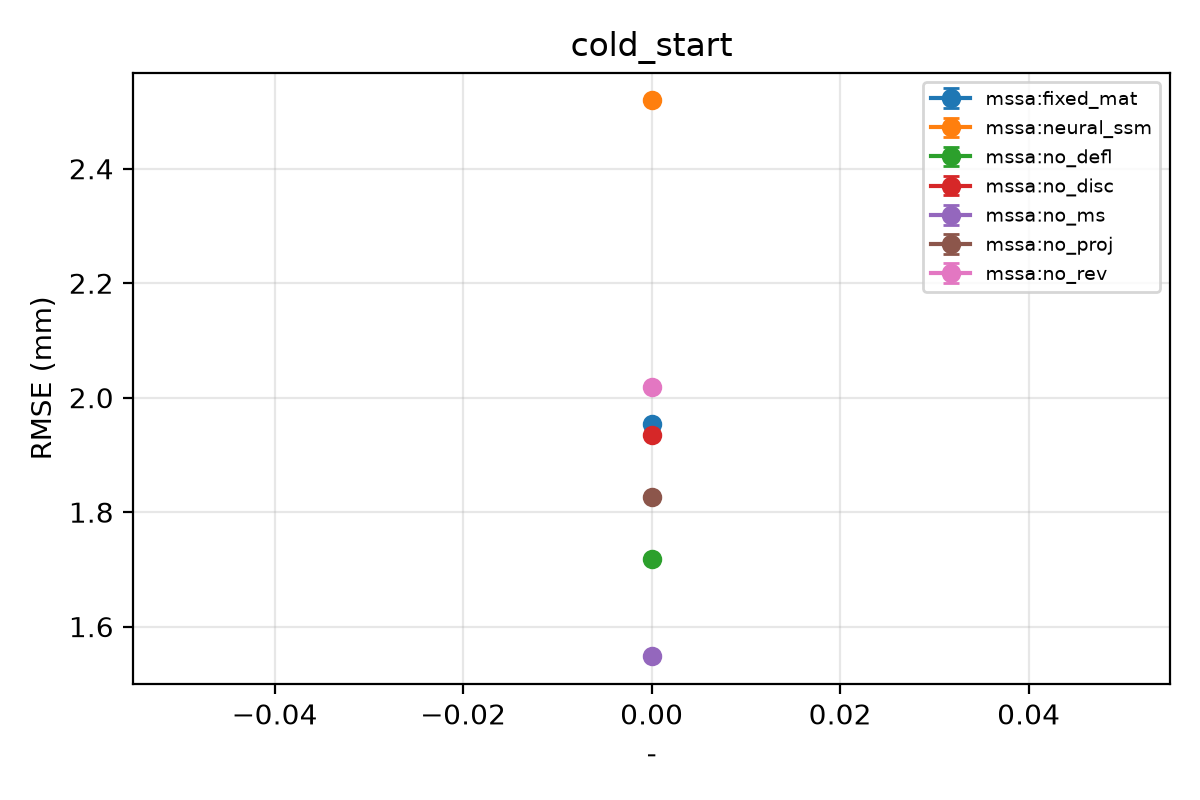 cold_start
RMSE (mm)
2.4
2.2
2.0
1.8
1.6
mssa:fixed_mat
mssa:neural_ssm
mssa:no_defl
mssa:no_disc
mssa:no_ms
mssa:no_proj
mssa:no_rev
−0.04
−0.02
0.00
0.02
0.04
-